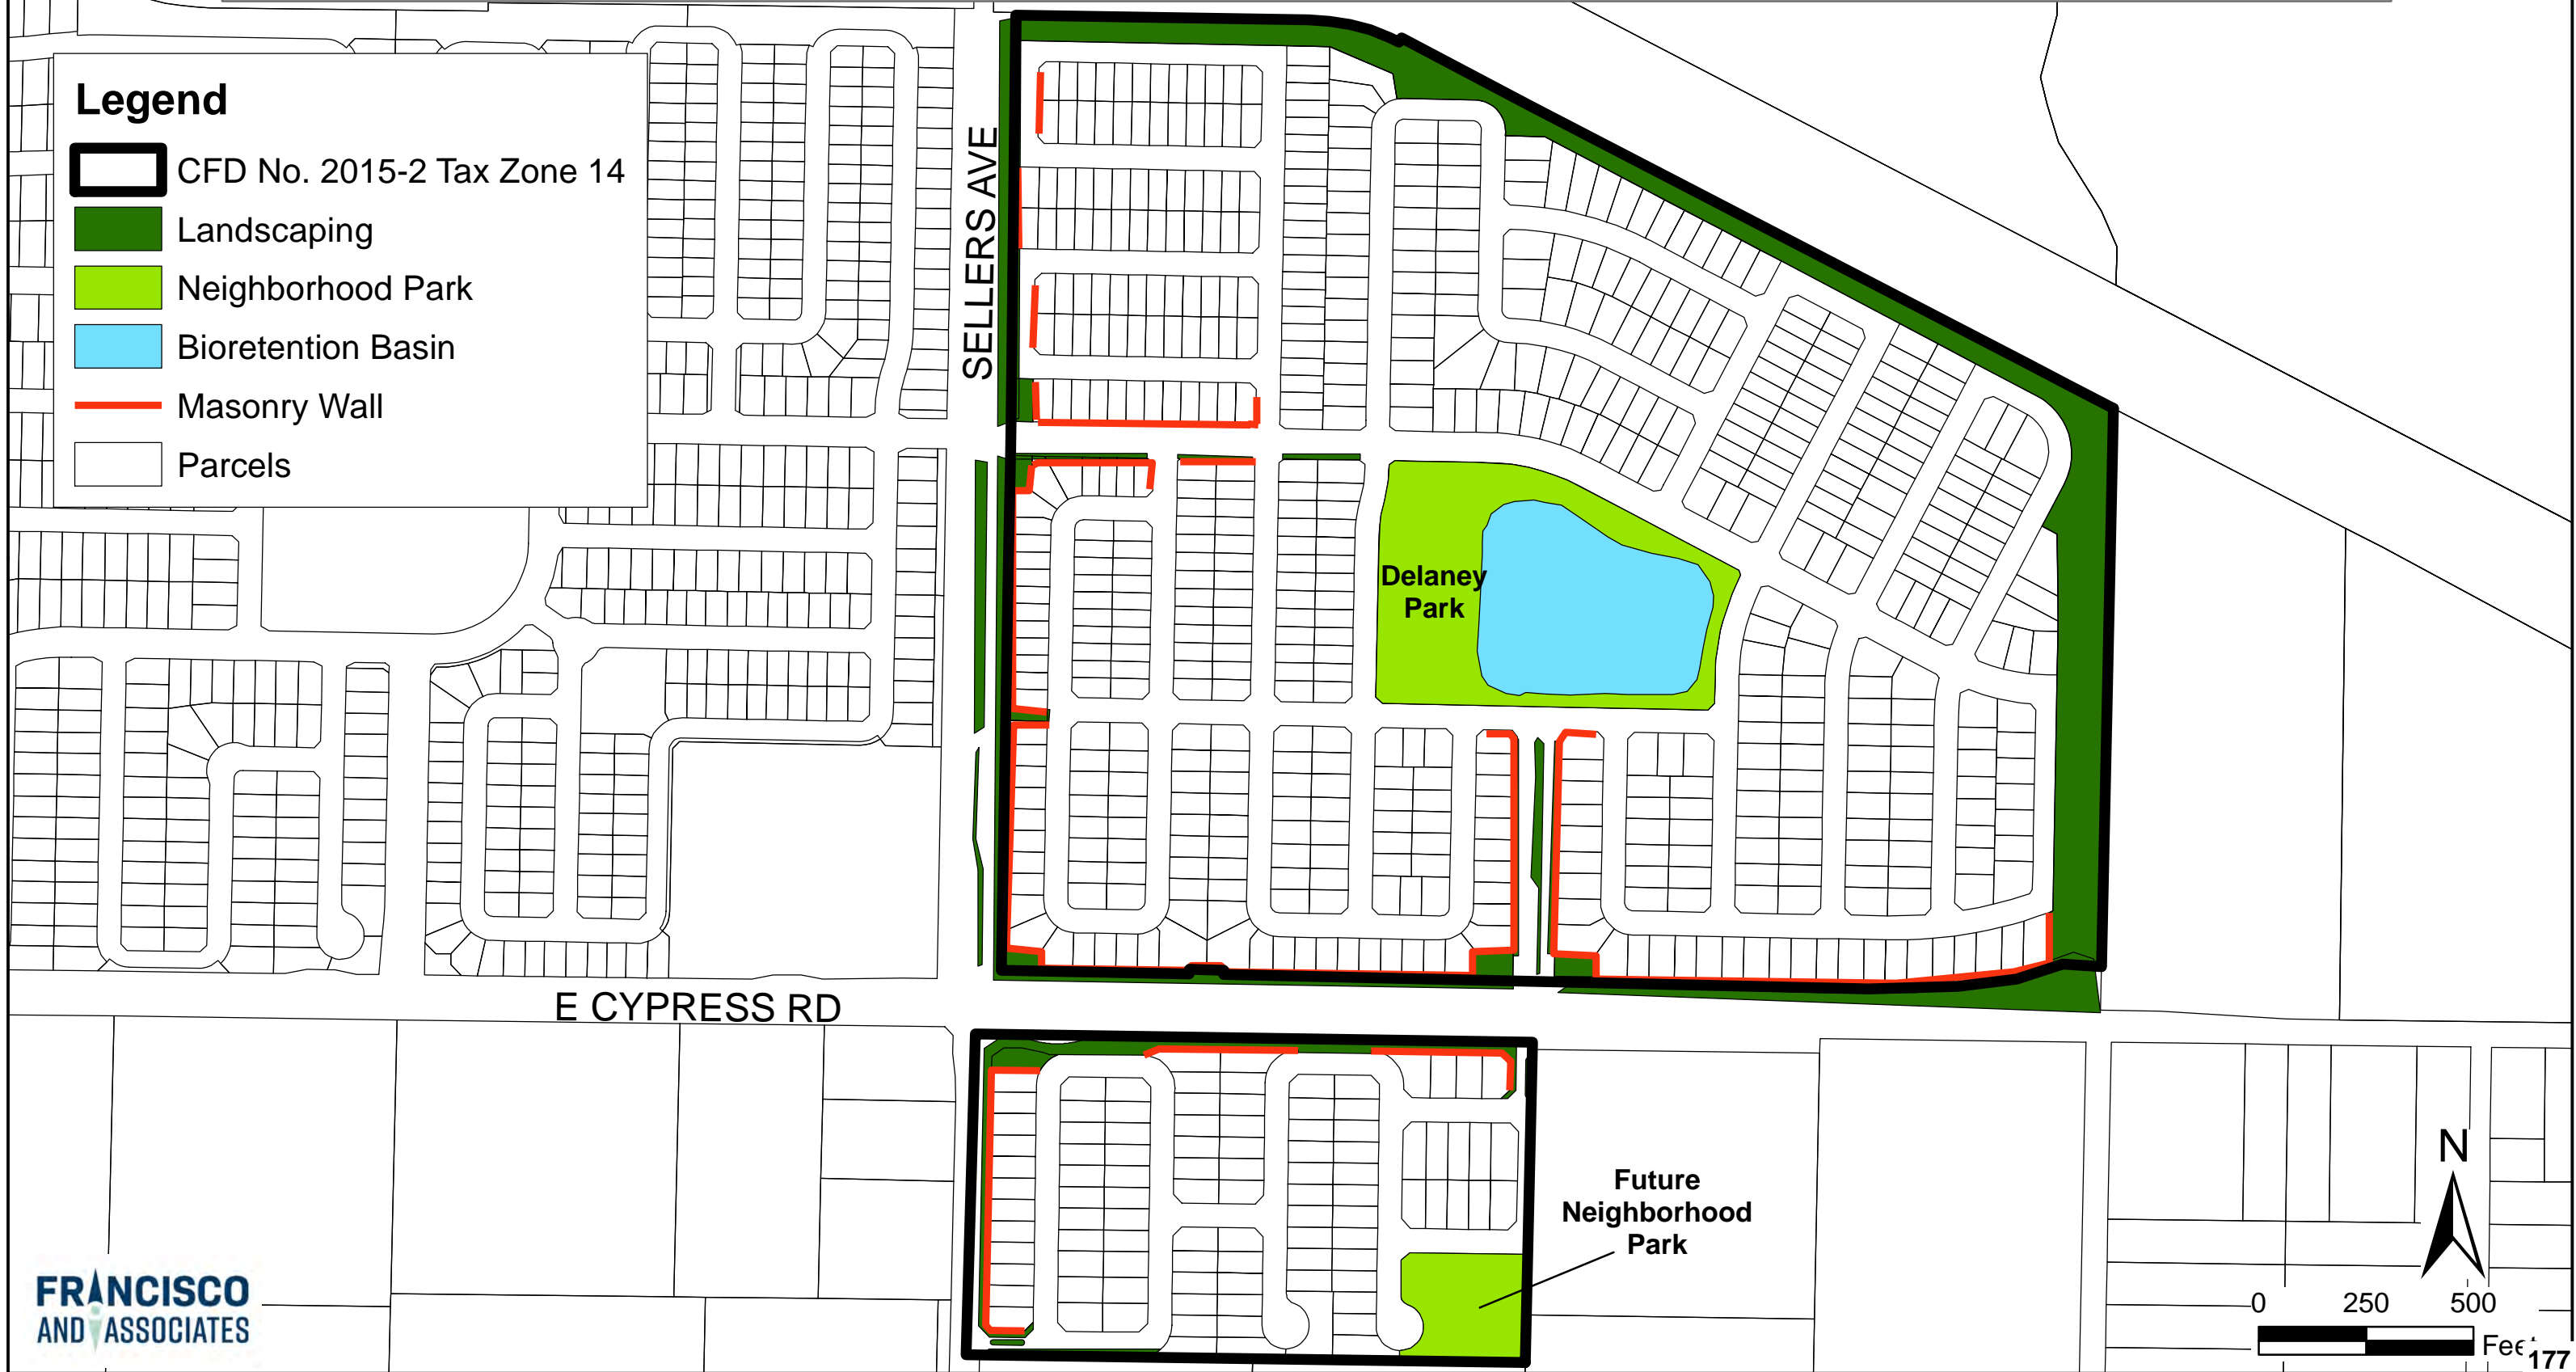 Legend
CFD No. 2015-2 Tax Zone 14
Landscaping
Neighborhood Park
Bioretention Basin
Masonry Wall
Parcels
SELLERS AVE
Delaney
Park
E CYPRESS RD
Future
Neighborhood
Park
N
0 250 500
FRANCISCO
AND ASSOCIATES
177